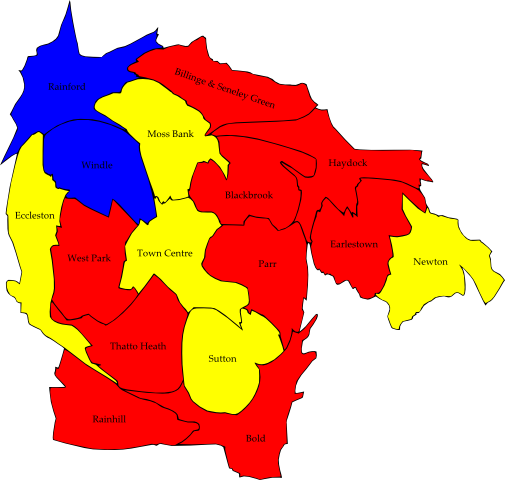 Rainford
Billinge & Seneley Green
Moss Bank
Windle
Haydock
Blackbrook
Eccleston
Earlestown
West Park
Town Centre
Parr
Newton
Thatto Heath
Sutton
Rainhill
Bold